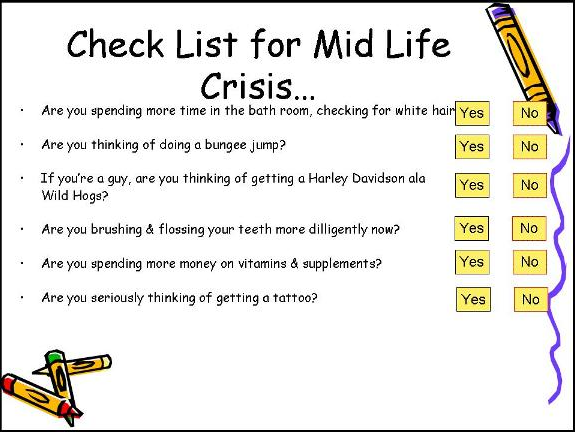 Check List for Mid Life
Crisis...
• Are you spending more time in the bath room, checking for white hair Yes No
• Are you thinking of doing a bungee jump? Yes No
• If you're a guy, are you thinking of getting a Harley Davidson ala Yes No
Wild Hogs?
• Are you brushing & flossing your teeth more dilligently now? Yes No
• Are you spending more money on vitamins & supplements? Yes No
• Are you seriously thinking of getting a tattoo? Yes No